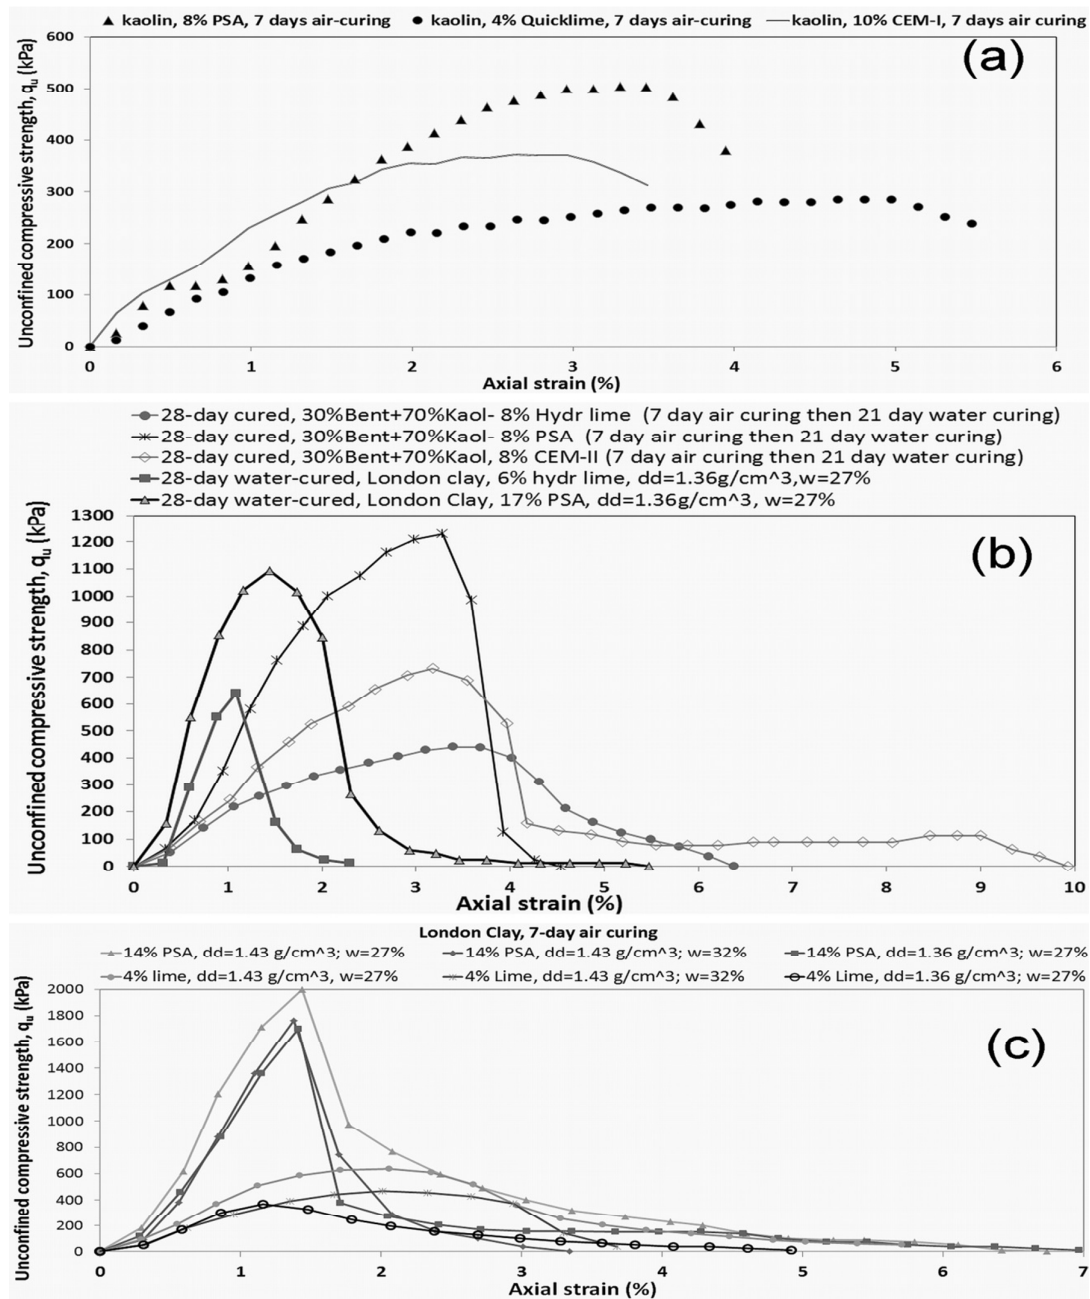 kaolin, 8% PSA, 7 days air-curing kaolin, 4% Quicklime, 7 days air-curing kaolin, 10% CEM-I, 7 days air curing
(a)
Unconfined compressive strength, qu (kPa)
600
500
400
300
200
100
0
0 1 2 3 4 5 6
Axial strain (%)
28-day cured, 30%Bent+70%Kaol- 8% Hydr lime (7 day air curing then 21 day water curing)
28-day cured, 30%Bent+70%Kaol- 8% PSA (7 day air curing then 21 day water curing)
28-day cured, 30%Bent+70%Kaol, 8% CEM-II (7 day air curing then 21 day water curing)
28-day water-cured, London clay, 6% hydr lime, dd=1.36g/cm^3,w=27%
28-day water-cured, London Clay, 17% PSA, dd=1.36g/cm^3, w=27%
(b)
Unconfined compressive strength, qu (kPa)
1300
1200
1100
1000
900
800
700
600
500
400
300
200
100
0
0 1 2 3 4 5 6 7 8 9 10
Axial strain (%)
London Clay, 7-day air curing
14% PSA, dd=1.43 g/cm^3; w=27% 14% PSA, dd=1.43 g/cm^3; w=32% 14% PSA, dd=1.36 g/cm^3; w=27%
4% lime, dd=1.43 g/cm^3, w=27% 4% Lime, dd=1.43 g/cm^3; w=32% 4% Lime, dd=1.36 g/cm^3; w=27%
(c)
Unconfined compressive strength, qu (kPa)
2000
1800
1600
1400
1200
1000
800
600
400
200
0
0 1 2 3 4 5 6 7
Axial strain (%)